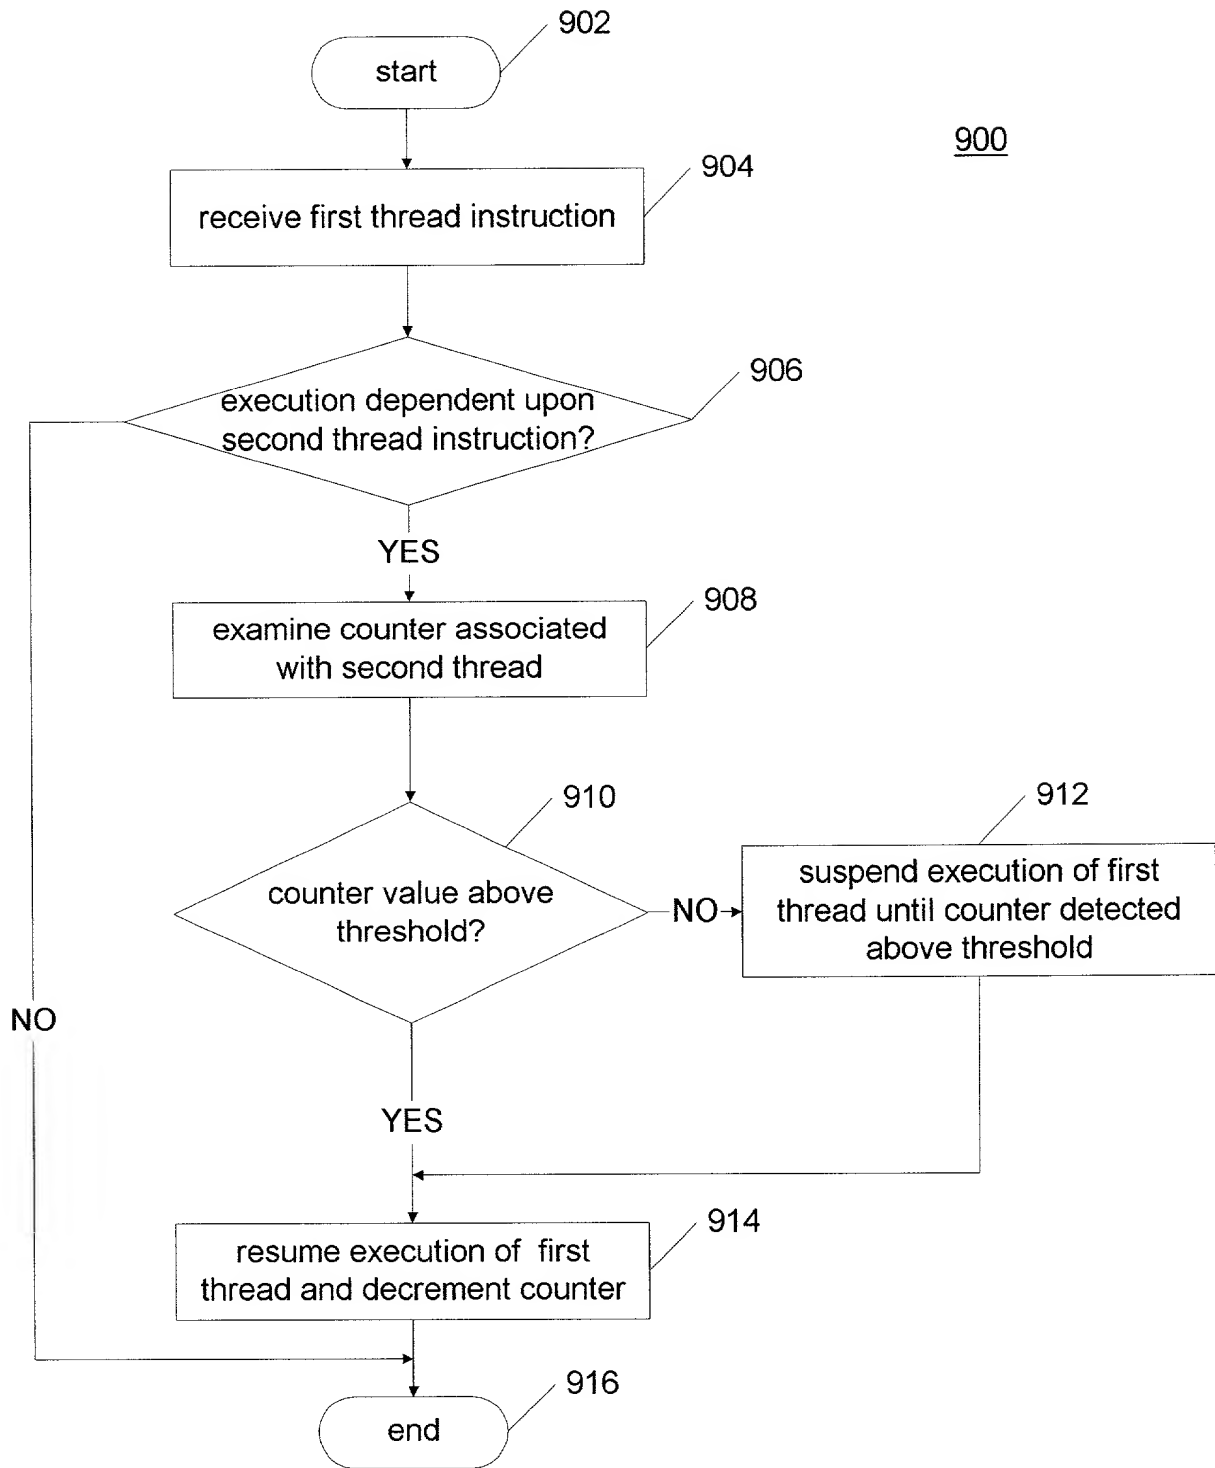 902
start
900
904
receive first thread instruction
906
execution dependent upon
second thread instruction?
YES
908
examine counter associated
with second thread
910
912
counter value above
threshold?
NO
suspend execution of first
thread until counter detected
above threshold
NO
YES
914
resume execution of first
thread and decrement counter
916
end